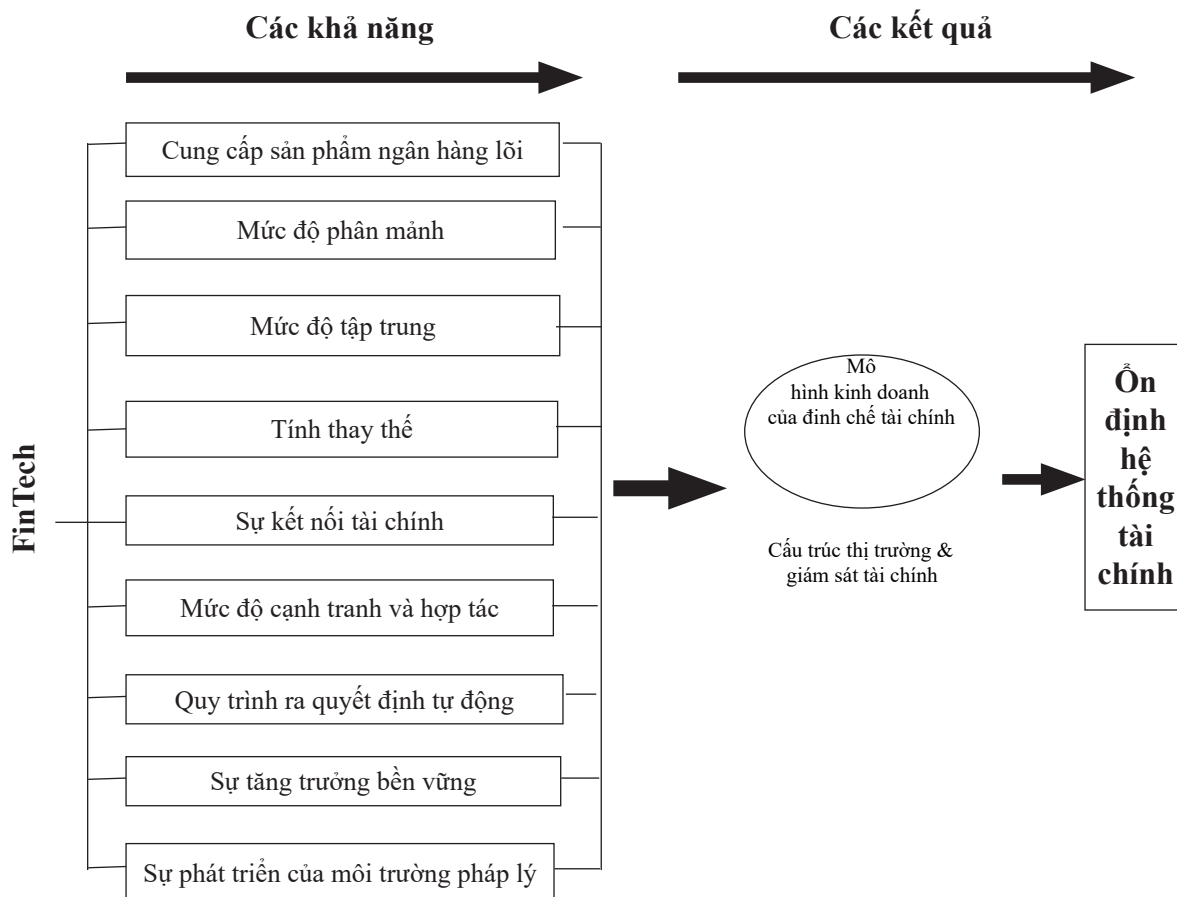 Các khả năng
Các kết quả
FinTech
Cung cấp sản phẩm ngân hàng lõi
Mức độ phân mảnh
Mức độ tập trung
Tính thay thế
Sự kết nối tài chính
Mức độ cạnh tranh và hợp tác
Quy trình ra quyết định tự động
Sự tăng trưởng bền vững
Sự phát triển của môi trường pháp lý
Mô
hình kinh doanh
của đinh chế tài chính
Cấu trúc thị trường &
giám sát tài chính
Ổn
định
hệ
thống
tài
chính